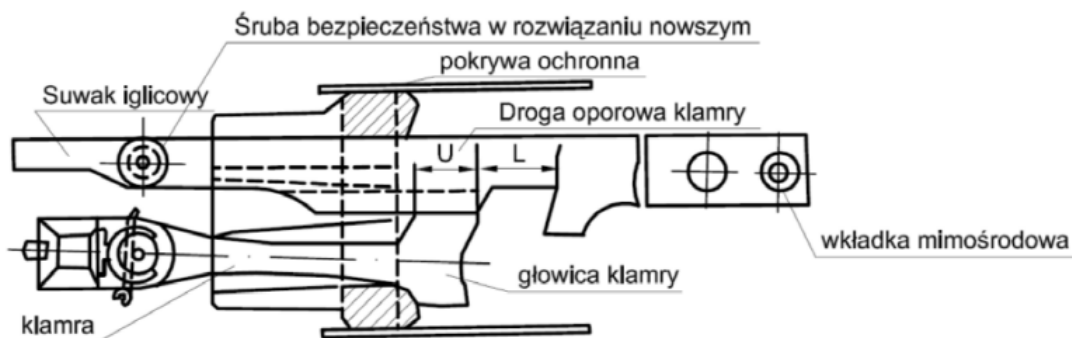 Śruba bezpieczeństwa w rozwiązaniu nowszym
pokrywa ochronna
Suwak iglicowy
Droga oporowa klamry
U
L
wkładka mimośrodowa
głowica klamry
klamra